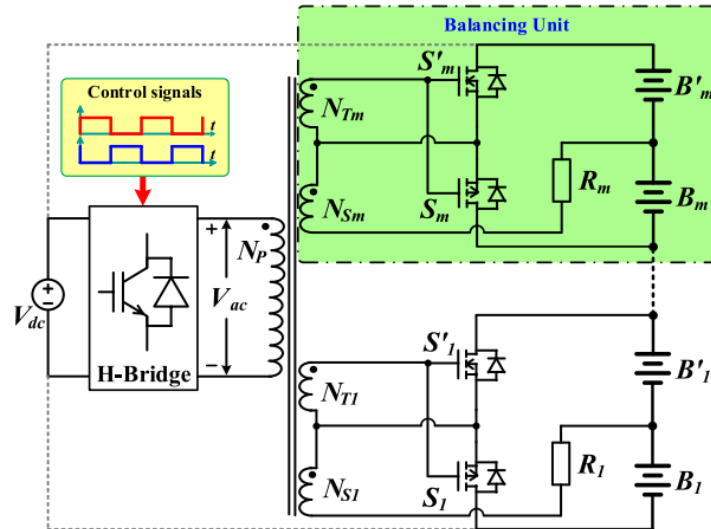 Balancing Unit
Control signals
t
t
S'm
NTm
B'm
Rm
NSm
Sm
Bm
+
NP
Vdc
Vac
−
H-Bridge
S'1
NT1
B'1
R1
NS1
S1
B1